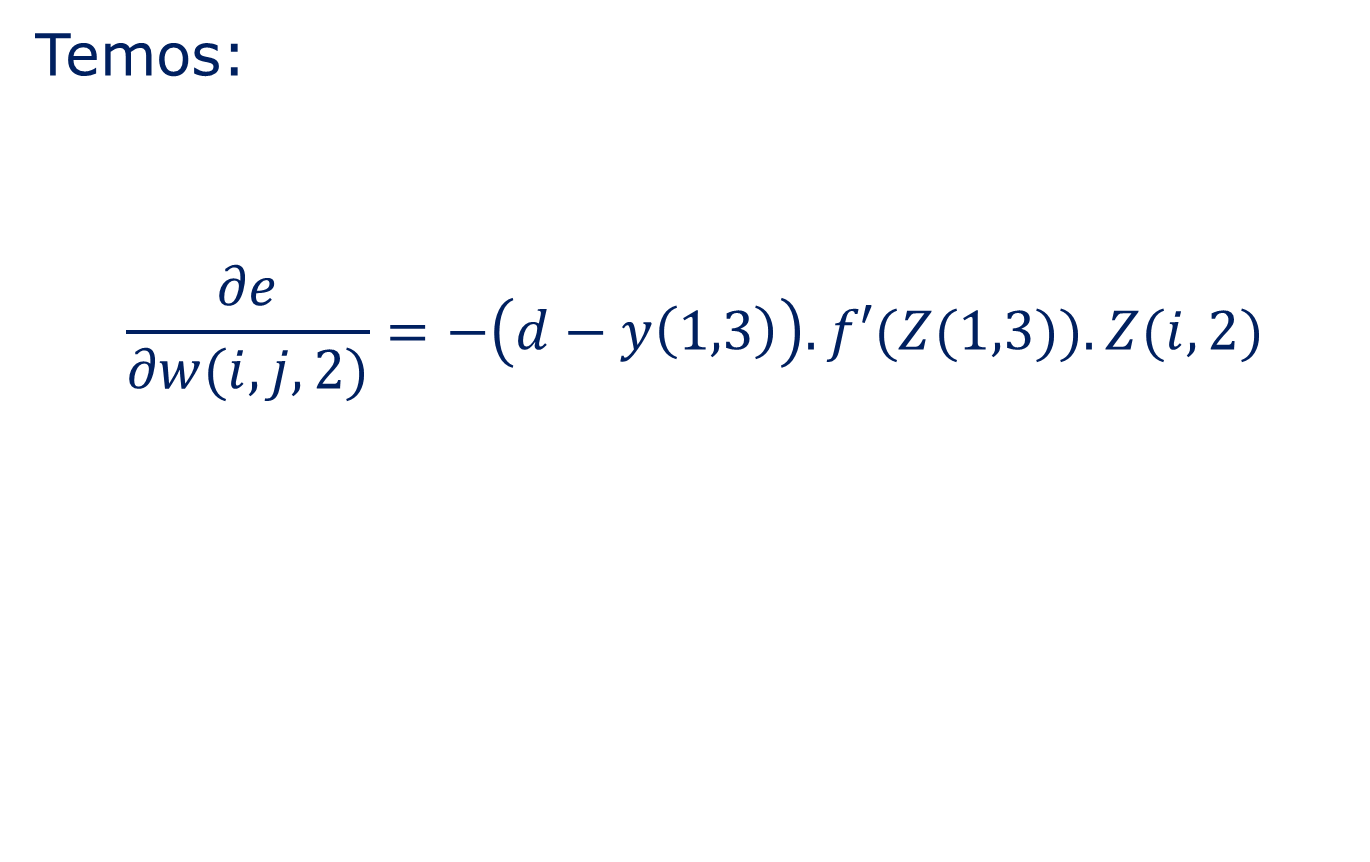 Temos:
∂e
∂w(i, j, 2)
= −(d − y(1,3)). f′(Z(1,3)). Z(i, 2)